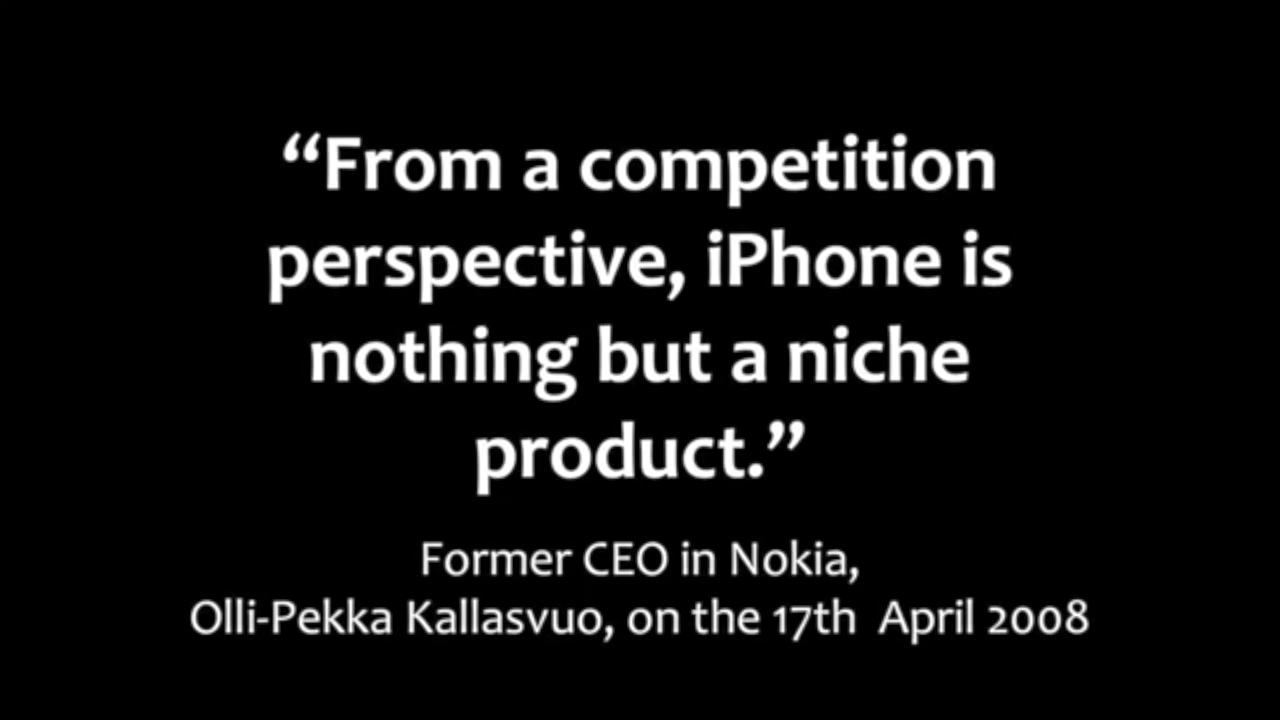 “From a competition
perspective, iPhone is
nothing but a niche
product.”
Former CEO in Nokia,
Olli-Pekka Kallasvuo, on the 17th  April 2008